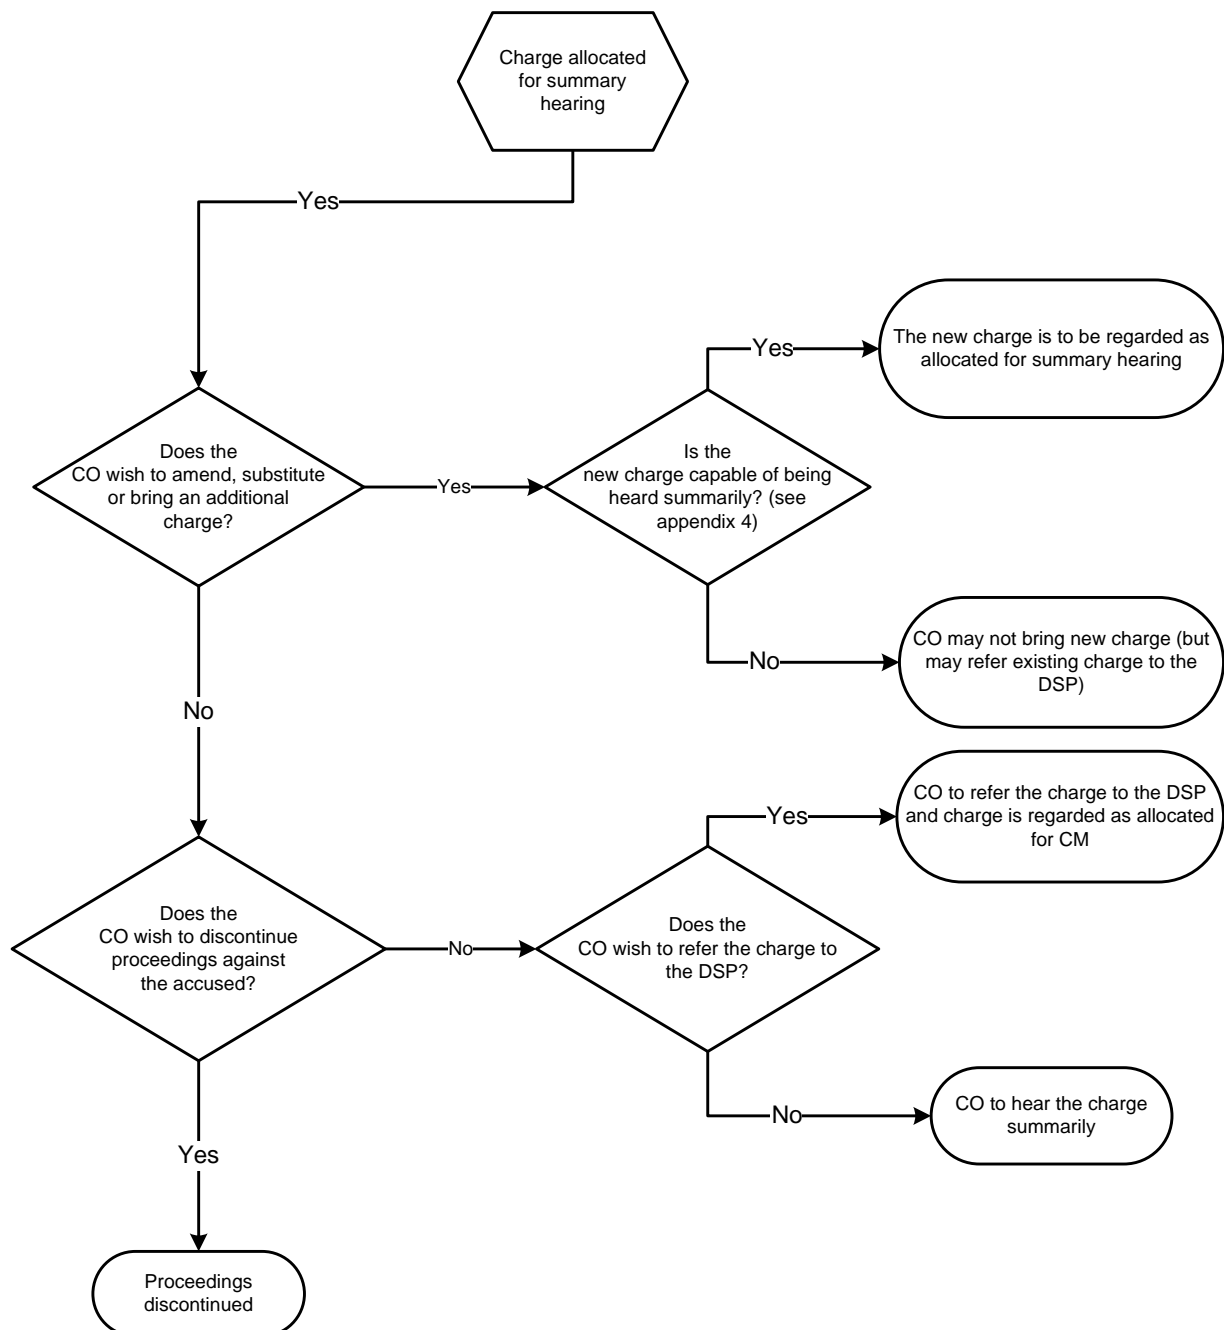 Charge allocated
for summary
hearing
Yes
Does the
CO wish to amend, substitute
or bring an additional
charge?
Yes
Is the
new charge capable of being
heard summarily? (see
appendix 4)
Yes
The new charge is to be regarded as
allocated for summary hearing
No
CO may not bring new charge (but
may refer existing charge to the
DSP)
No
Does the
CO wish to discontinue
proceedings against
the accused?
No
Does the
CO wish to refer the charge to
the DSP?
Yes
CO to refer the charge to the DSP
and charge is regarded as allocated
for CM
No
CO to hear the charge
summarily
Yes
Proceedings
discontinued